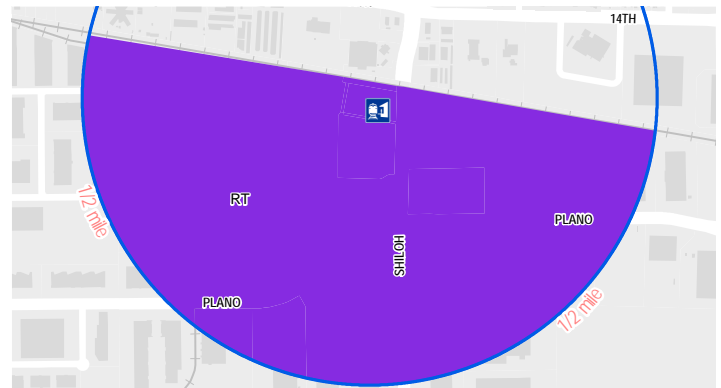 14TH
1/2 mile
RT
PLANO
SHILOH
PLANO
1/2 mile